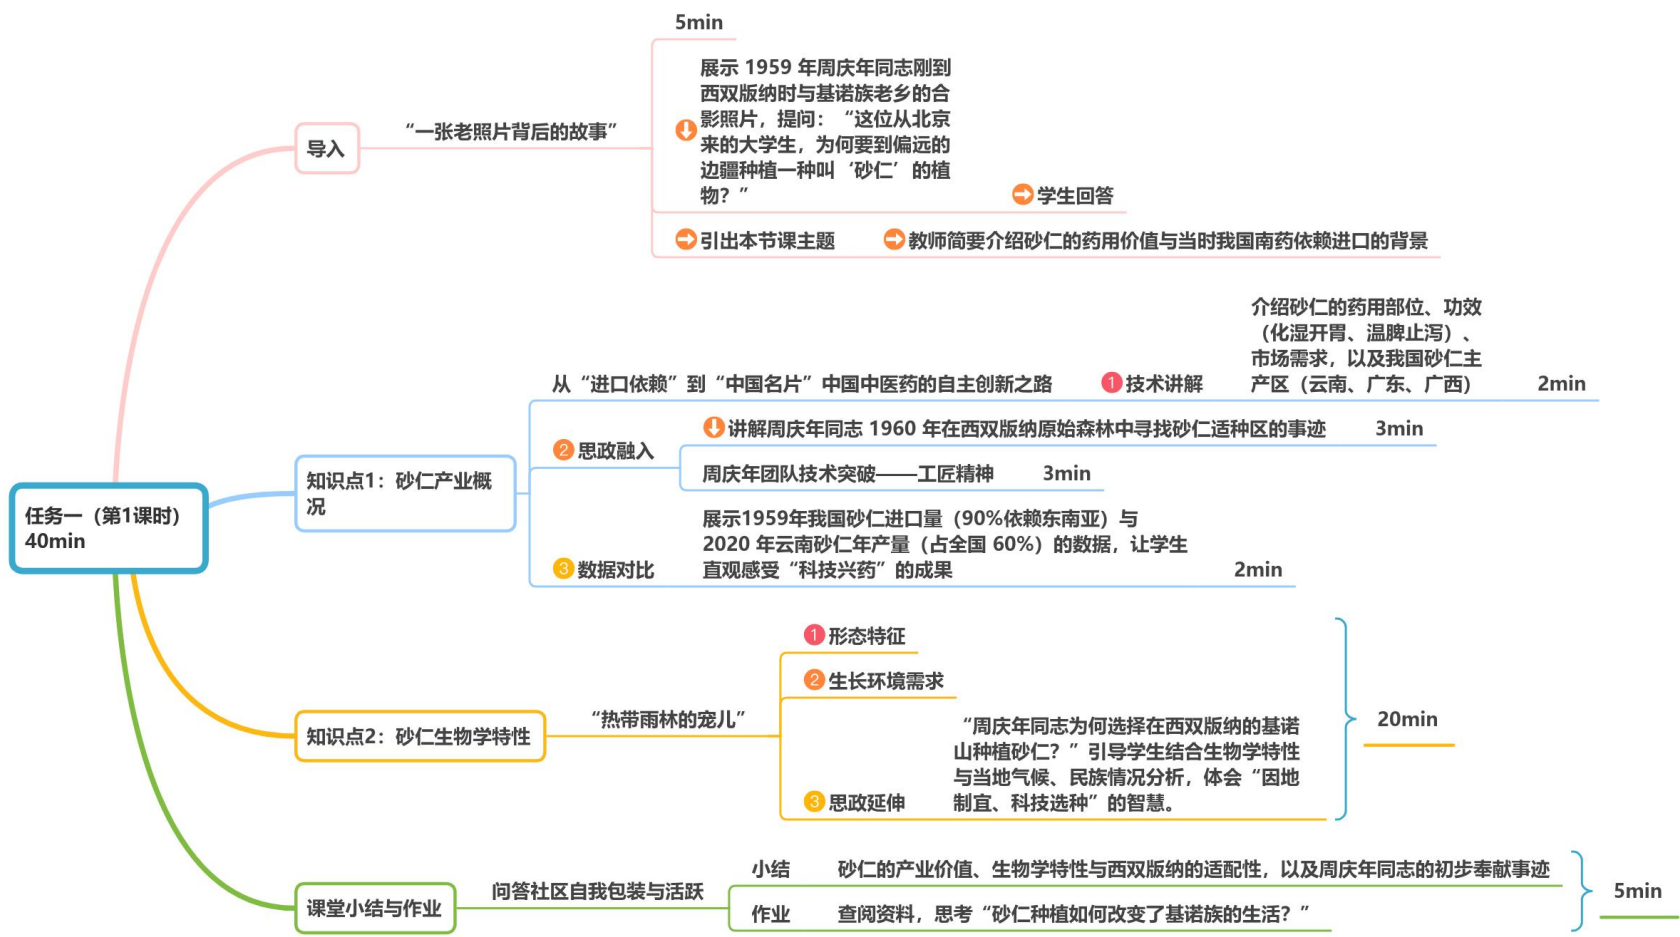 任务一（第1课时）
40min
导入
“一张老照片背后的故事”
5min
展示 1959 年周庆年同志刚到
西双版纳时与基诺族老乡的合
影照片，提问：“这位从北京
来的大学生，为何要到偏远的
边疆种植一种叫‘砂仁’的植
物？”
学生回答
引出本节课主题
教师简要介绍砂仁的药用价值与当时我国南药依赖进口的背景
知识点1：砂仁产业概
况
从“进口依赖”到“中国名片”中国中医药的自主创新之路
1 技术讲解
介绍砂仁的药用部位、功效
（化湿开胃、温脾止泻）、
市场需求，以及我国砂仁主
产区（云南、广东、广西）
2min
2 思政融入
讲解周庆年同志 1960 年在西双版纳原始森林中寻找砂仁适种区的事迹
3min
周庆年团队技术突破——工匠精神
3min
3 数据对比
展示1959年我国砂仁进口量（90%依赖东南亚）与
2020 年云南砂仁年产量（占全国 60%）的数据，让学生
直观感受“科技兴药”的成果
2min
知识点2：砂仁生物学特性
“热带雨林的宠儿”
1 形态特征
2 生长环境需求
3 思政延伸
“周庆年同志为何选择在西双版纳的基诺
山种植砂仁？”引导学生结合生物学特性
与当地气候、民族情况分析，体会“因地
制宜、科技选种”的智慧。
20min
课堂小结与作业
问答社区自我包装与活跃
小结
砂仁的产业价值、生物学特性与西双版纳的适配性，以及周庆年同志的初步奉献事迹
作业
查阅资料，思考“砂仁种植如何改变了基诺族的生活？”
5min